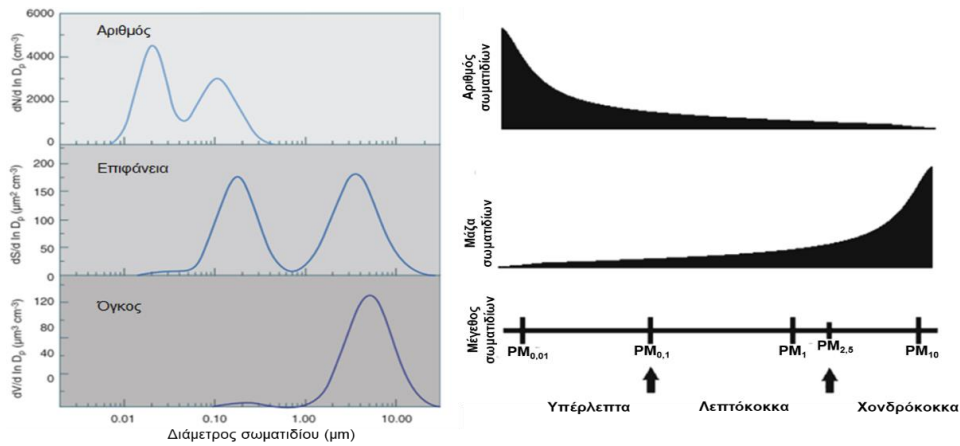 6000
4000
2000
0
dN/d ln Dp (cm-3)
Αριθμός
200
150
100
50
0
dS/d ln Dp (μm2 cm-3)
Επιφάνεια
120
80
40
0
dV/d ln Dp (μm3 cm-3)
Όγκος
0.01 0.10 1.00 10.00
Διάμετρος σωματιδίου (μm)
Αριθμός
σωματιδίων
Μάζα
σωματιδίων
Μέγεθος
σωματιδίων
PM0,01 PM0,1 PM1 PM2,5 PM10
Υπέρλεπτα Λεπτόκοκκα Χονδρόκοκκα